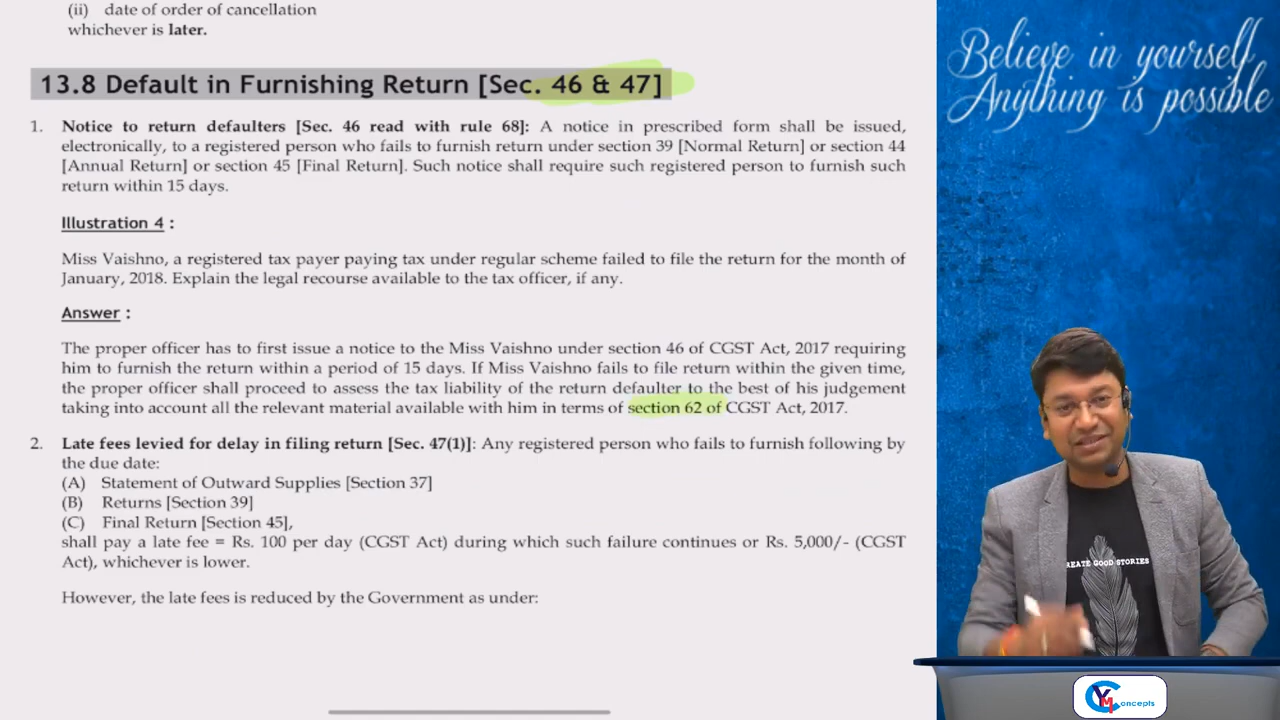 (ii) date of order of cancellation
whichever is later.
13.8 Default in Furnishing Return [Sec. 46 & 47]
1. Notice to return defaulters [Sec. 46 read with rule 68]: A notice in prescribed form shall be issued,
electronically, to a registered person who fails to furnish return under section 39 [Normal Return] or section 44
[Annual Return] or section 45 [Final Return]. Such notice shall require such registered person to furnish such
return within 15 days.
Illustration 4 :
Miss Vaishno, a registered tax payer paying tax under regular scheme failed to file the return for the month of
January, 2018. Explain the legal recourse available to the tax officer, if any.
Answer :
The proper officer has to first issue a notice to the Miss Vaishno under section 46 of CGST Act, 2017 requiring
him to furnish the return within a period of 15 days. If Miss Vaishno fails to file return within the given time,
the proper officer shall proceed to assess the tax liability of the return defaulter to the best of his judgement
taking into account all the relevant material available with him in terms of section 62 of CGST Act, 2017.
2. Late fees levied for delay in filing return [Sec. 47(1)]: Any registered person who fails to furnish following by
the due date:
(A) Statement of Outward Supplies [Section 37]
(B) Returns [Section 39]
(C) Final Return [Section 45],
shall pay a late fee = Rs. 100 per day (CGST Act) during which such failure continues or Rs. 5,000/- (CGST
Act), whichever is lower.
However, the late fees is reduced by the Government as under:
Believe in yourself
Anything is possible
REATE GOOD STORIES
CYMoncepts